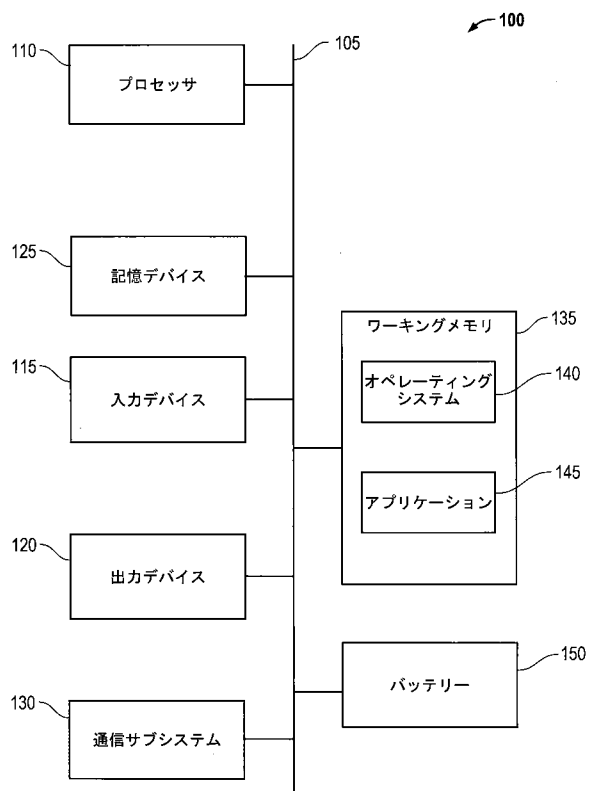 100
105
110
プロセッサ
125
記憶デバイス
115
入力デバイス
120
出力デバイス
130
通信サブシステム
135
ワーキングメモリ
140
オペレーティング
システム
145
アプリケーション
150
バッテリー